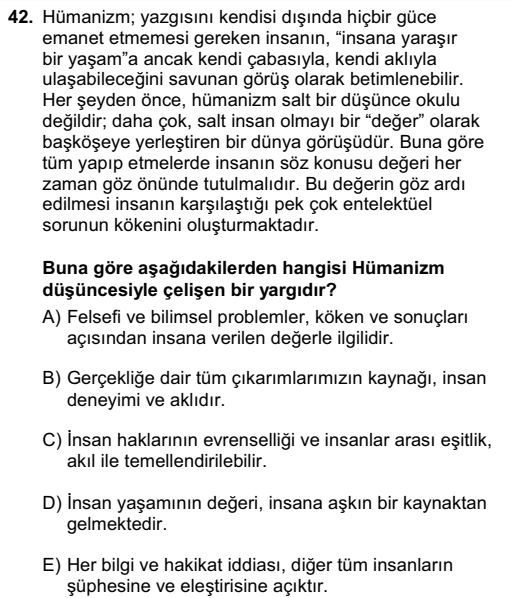 42. Hümanizm; yazgısını kendisi dışında hiçbir güce
emanet etmemesi gereken insanın, “insana yaraşır
bir yaşam”a ancak kendi çabasıyla, kendi aklıyla
ulaşabileceğini savunan görüş olarak betimlenebilir.
Her şeyden önce, hümanizm salt bir düşünce okulu
değildir; daha çok, salt insan olmayı bir “değer” olarak
başköşeye yerleştiren bir dünya görüşüdür. Buna göre
tüm yapıp etmelerde insanın söz konusu değeri her
zaman göz önünde tutulmalıdır. Bu değerin göz ardı
edilmesi insanın karşılaştığı pek çok entelektüel
sorunun kökenini oluşturmaktadır.
Buna göre aşağıdakilerden hangisi Hümanizm
düşüncesiyle çelişen bir yargıdır?
A) Felsefi ve bilimsel problemler, köken ve sonuçları
açısından insana verilen değerle ilgilidir.
B) Gerçekliğe dair tüm çıkarımlarımızın kaynağı, insan
deneyimi ve aklıdır.
C) İnsan haklarının evrenselliği ve insanlar arası eşitlik,
akıl ile temellendirilebilir.
D) İnsan yaşamının değeri, insana aşkın bir kaynaktan
gelmektedir.
E) Her bilgi ve hakikat iddiası, diğer tüm insanların
şüphesine ve eleştirisine açıktır.